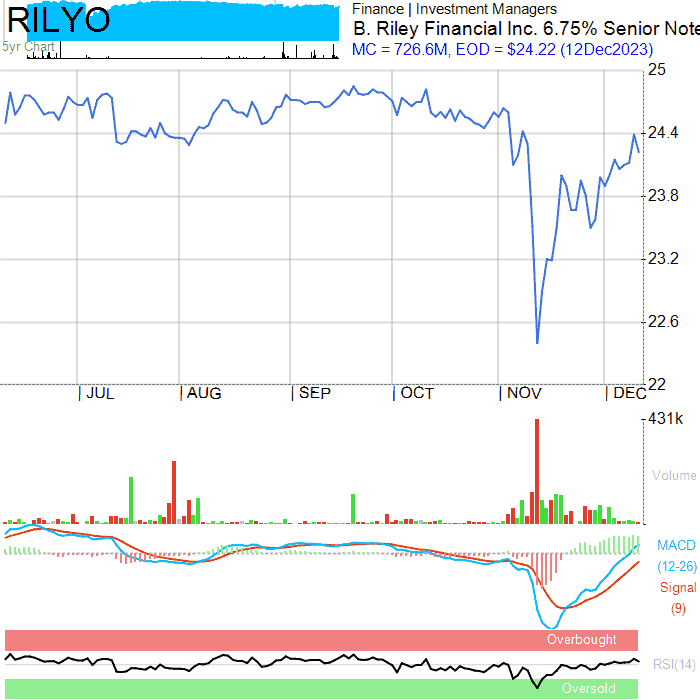 RILYO
Finance | Investment Managers
B. Riley Financial Inc. 6.75% Senior Note
5yr Chart
MC = 726.6M, EOD = $24.22 (12Dec2023)
25
24.4
23.8
23.2
22.6
22
| JUL | AUG | SEP | OCT | NOV | DEC
431k
Volume
MACD
(12-26)
Signal
(9)
Overbought
RSI(14)
Oversold